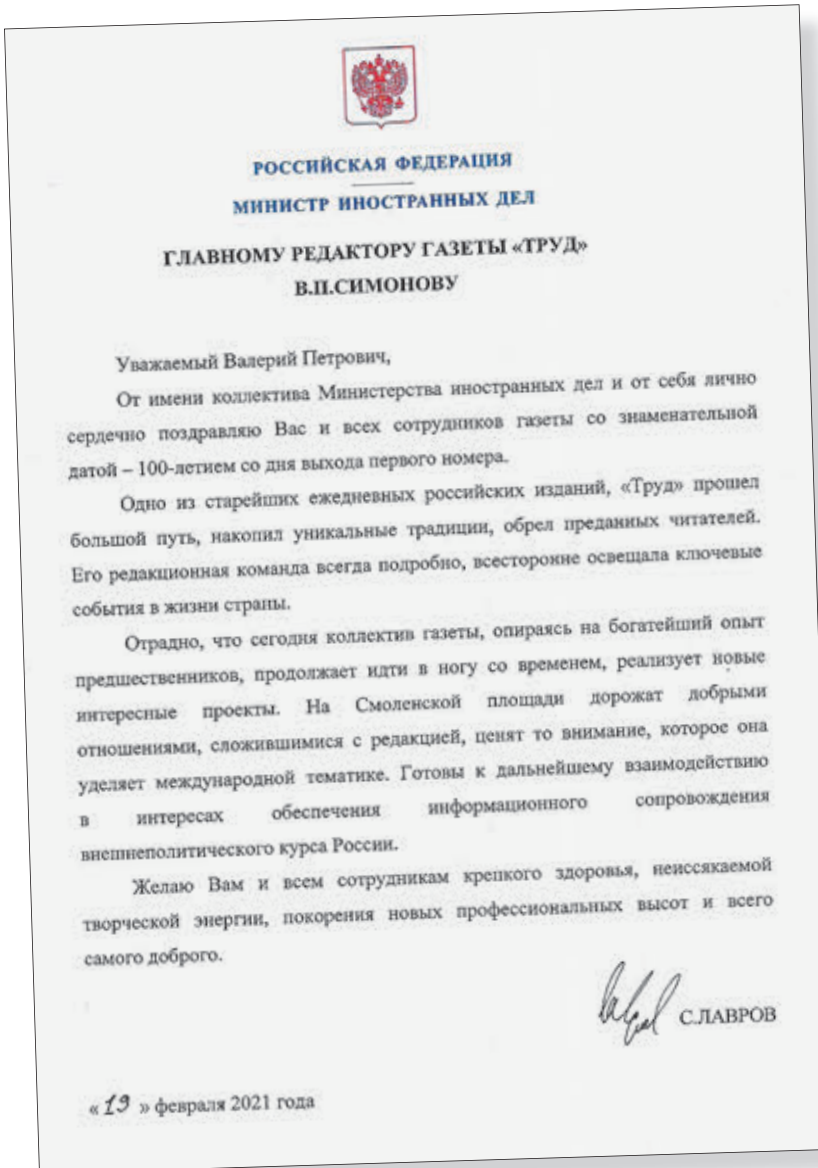 РОССИЙСКАЯ ФЕДЕРАЦИЯ
МИНИСТР ИНОСТРАННЫХ ДЕЛ
ГЛАВНОМУ РЕДАКТОРУ ГАЗЕТЫ «ТРУД»
В.П.СИМОНОВУ
Уважаемый Валерий Петрович,
От имени коллектива Министерства иностранных дел и от себя лично
сердечно поздравляю Вас и всех сотрудников газеты со знаменательной
датой – 100-летием со дня выхода первого номера.
Одно из старейших ежедневных российских изданий, «Труд» прошел
большой путь, накопил уникальные традиции, обрел преданных читателей.
Его редакционная команда всегда подробно, всесторонне освещала ключевые
события в жизни страны.
Отрадно, что сегодня коллектив газеты, опираясь на богатейший опыт
предшественников, продолжает идти в ногу со временем, реализует новые
интересные проекты. На Смоленской площади дорожат добрыми
отношениями, сложившимися с редакцией, ценят то внимание, которое она
уделяет международной тематике. Готовы к дальнейшему взаимодействию
в интересах обеспечения информационного сопровождения
внешнеполитического курса России.
Желаю Вам и всем сотрудникам крепкого здоровья, неиссякаемой
творческой энергии, покорения новых профессиональных высот и всего
самого доброго.
С.ЛАВРОВ
«19 » февраля 2021 года